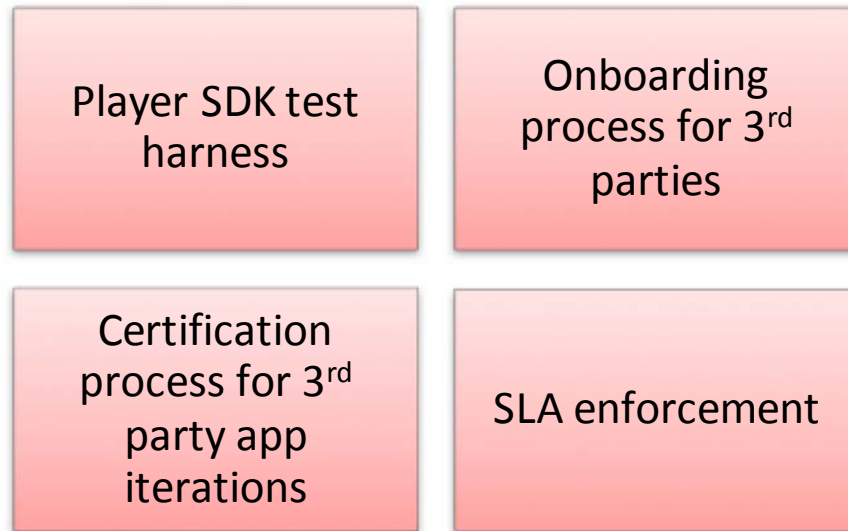 Player SDK test
harness
Onboarding
process for 3rd
parties
Certification
process for 3rd
party app
iterations
SLA enforcement